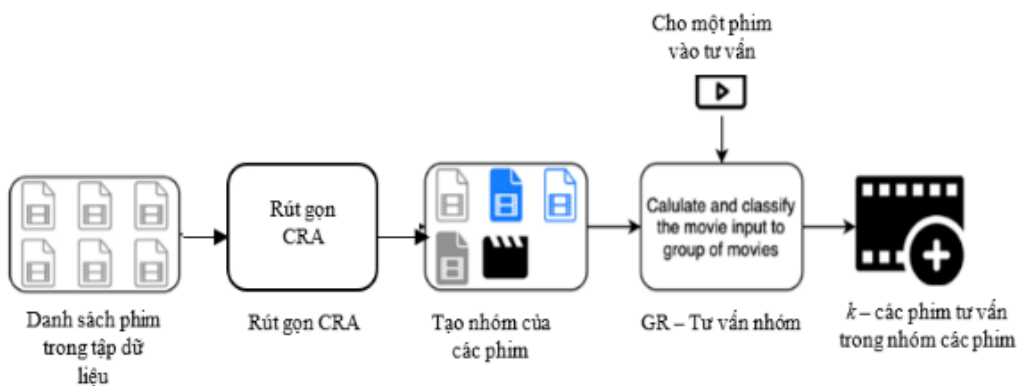 Cho một phim
vào tư vấn
Rút gọn
CRA
Calulate and classify
the movie input to
group of movies
Danh sách phim
trong tập dữ
liệu
Rút gọn CRA
Tạo nhóm của
các phim
GR – Tư vấn nhóm
k – các phim tư vấn
trong nhóm các phim